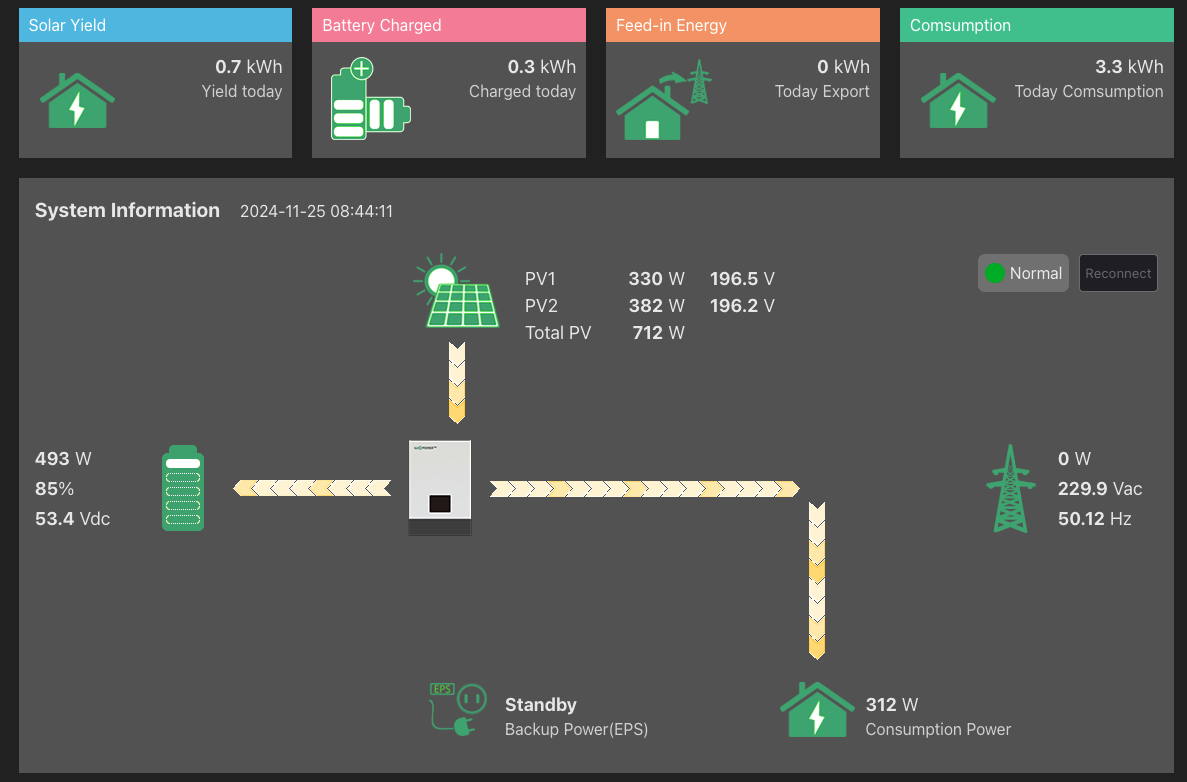 Solar Yield
0.7 kWh
Yield today
Battery Charged
0.3 kWh
Charged today
Feed-in Energy
0 kWh
Today Export
Comsumption
3.3 kWh
Today Comsumption
System Information 2024-11-25 08:44:11
PV1 330 W 196.5 V
PV2 382 W 196.2 V
Total PV 712 W
Normal
Reconnect
493 W
85%
53.4 Vdc
0 W
229.9 Vac
50.12 Hz
EPS
Standby
Backup Power(EPS)
312 W
Consumption Power